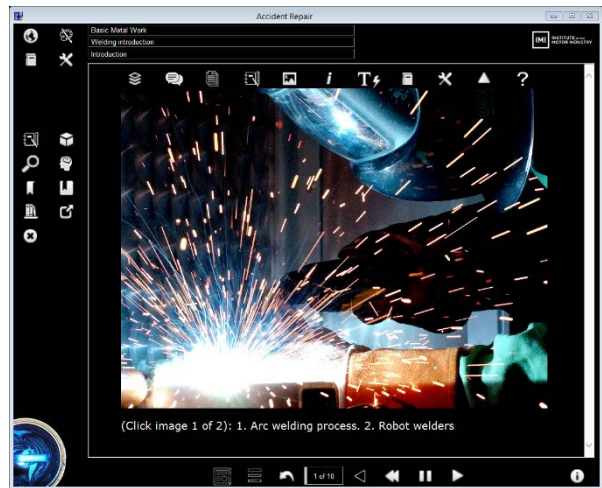 Accident Repair
Basic Metal Work
Welding introduction
Introduction
IMI INSTITUTE OF THE
MOTOR INDUSTRY
i T ?
(Click image 1 of 2): 1. Arc welding process. 2. Robot welders
1 of 10
i